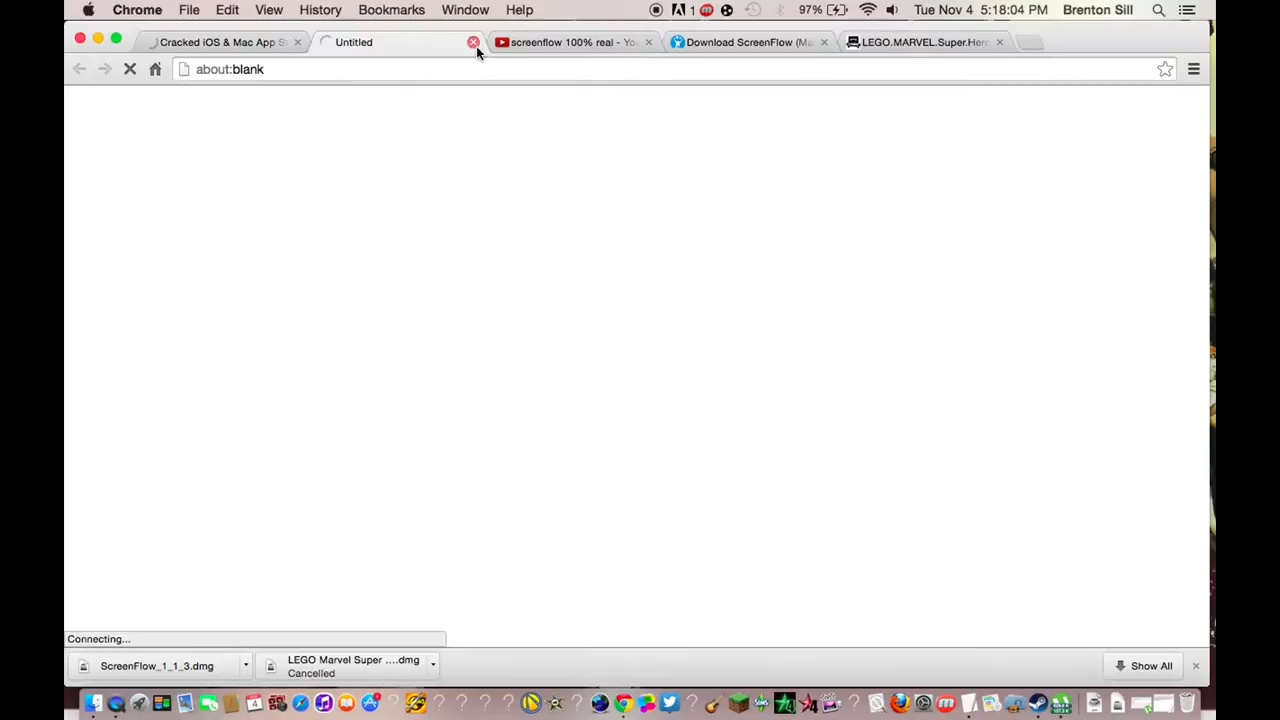 Chrome File Edit View History Bookmarks Window Help 1 97% Tue Nov 4 5:18:04 PM Brenton Sill
Cracked iOS & Mac App S Untitled screenflow 100% real - Yo Download ScreenFlow (Ma LEGO.MARVEL.Super.Her
about:blank
Connecting...
ScreenFlow_1_1_3.dmg
LEGO Marvel Super ....dmg
Cancelled
Show All